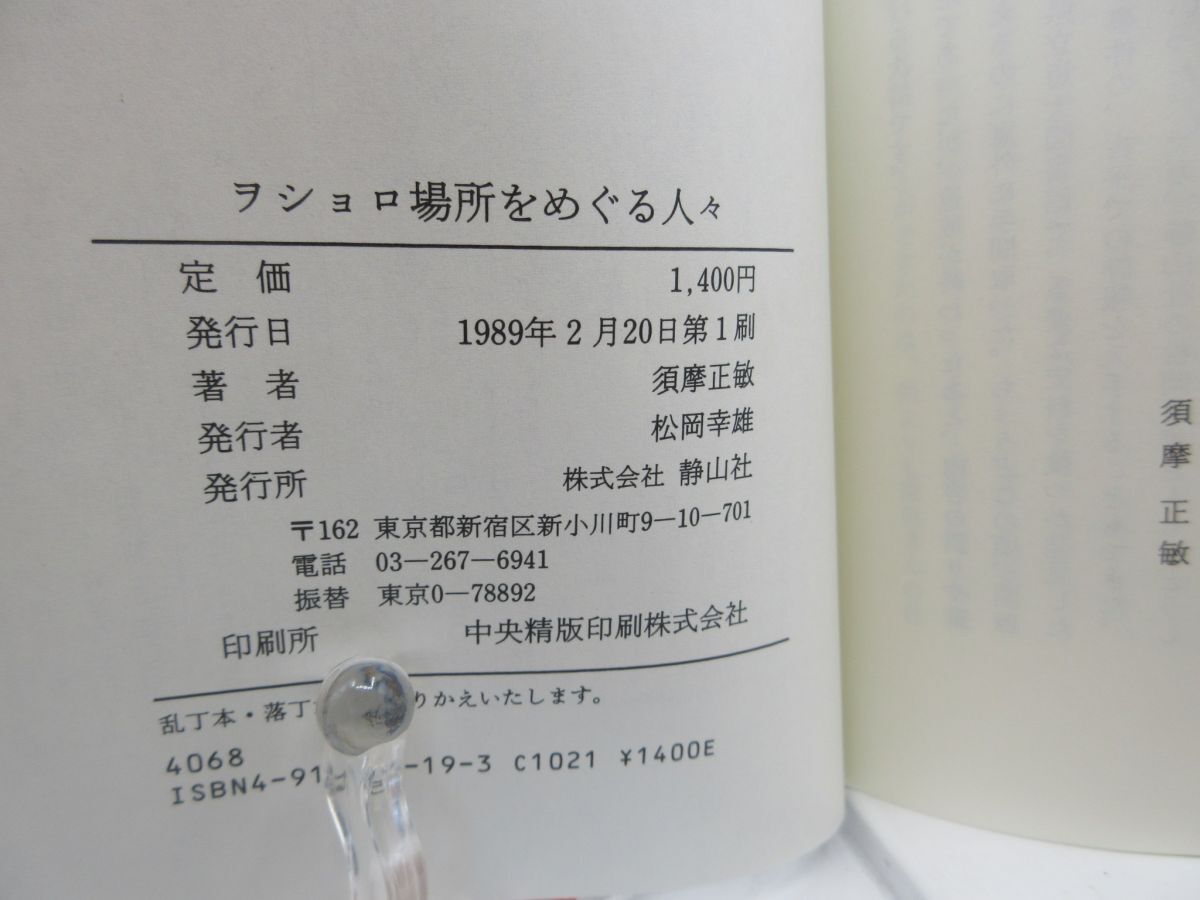 ヲショロ場所をめぐる人々
定　価　1,400円
発行日　1989年2月20日第1刷
著　者　須摩正敏
発行者　松岡幸雄
発行所　株式会社 静山社
〒162 東京都新宿区新小川町9―10―701
電話　03―267―6941
振替　東京0―78892
印刷所　中央精版印刷株式会社
乱丁本・落丁 りかえいたします。
4068
ISBN4-91 -19-3 C1021 ¥1400E
須摩正敏